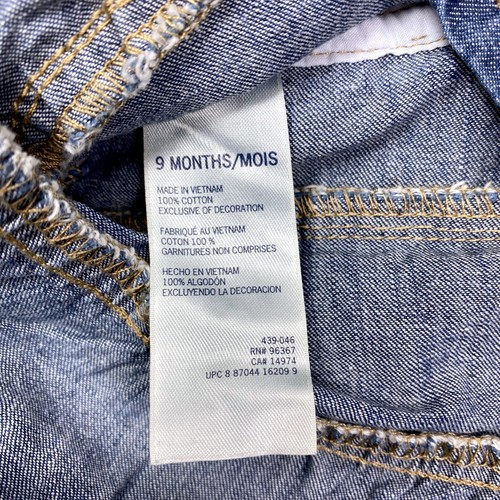 9 MONTHS/MOIS
MADE IN VIETNAM
100% COTTON
EXCLUSIVE OF DECORATION
FABRIQUÉ AU VIETNAM
COTON 100 %
GARNITURES NON COMPRISES
HECHO EN VIETNAM
100% ALGODÓN
EXCLUYENDO LA DECORACION
439-046
RN# 96367
CA# 14974
UPC 8 87044 16209 9